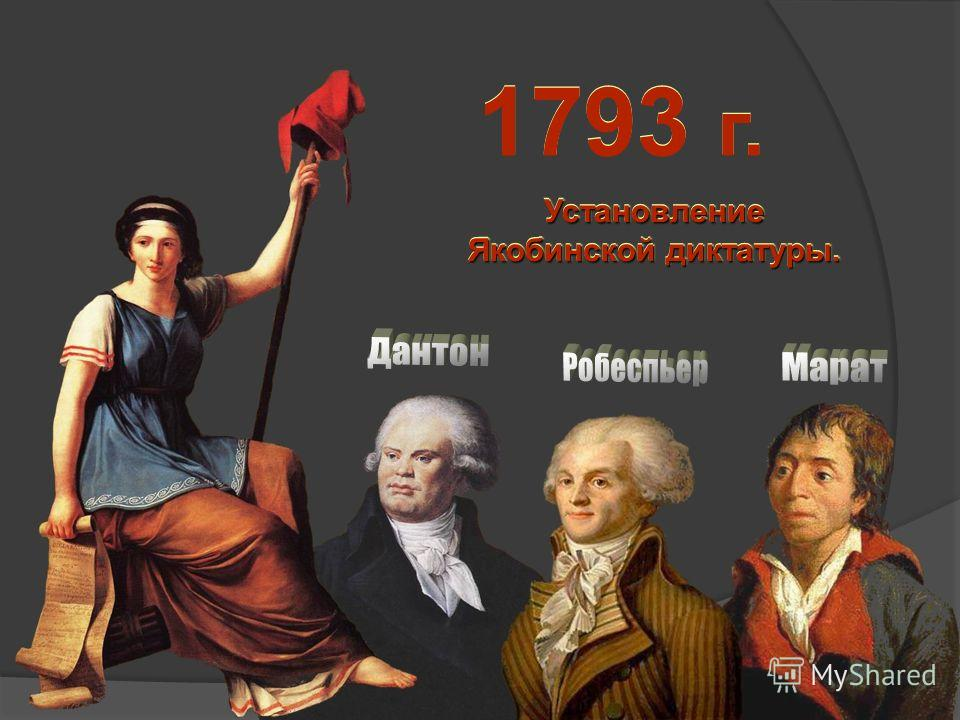 1793 г.
Установление
Якобинской диктатуры.
Дантон
Робеспьер
Марат
MyShared